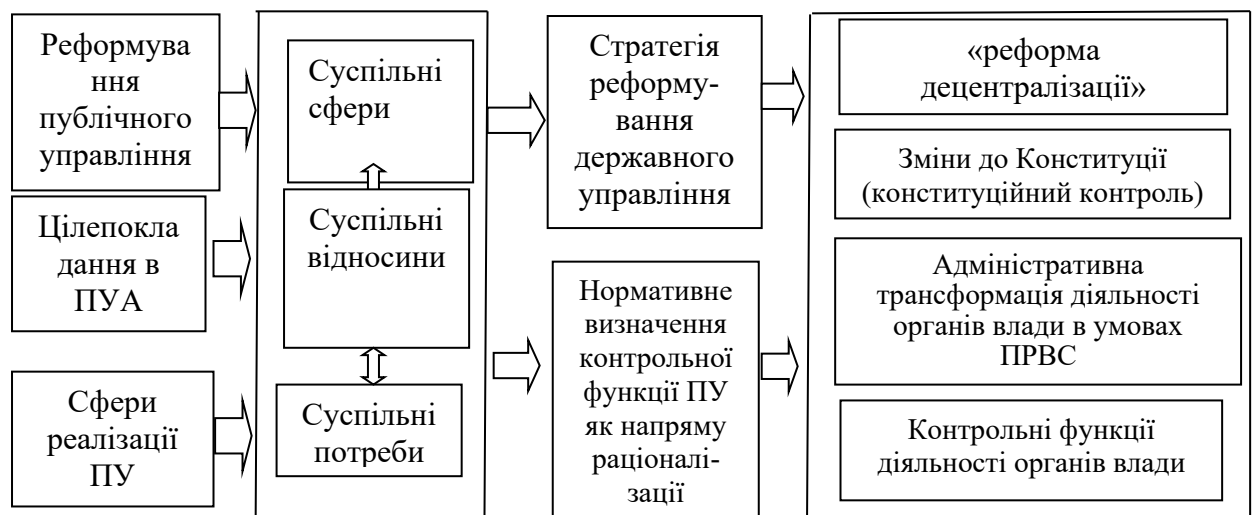 Реформува
ння
публічного
управління
Цілепокла
дання в
ПУА
Сфери
реалізації
ПУ
Суспільні
сфери
Суспільні
відносини
Суспільні
потреби
Стратегія
реформу-
вання
державного
управління
Нормативне
визначення
контрольної
функції ПУ
як напряму
раціоналі-
зації
«реформа
децентралізації»
Зміни до Конституції
(конституційний контроль)
Адміністративна
трансформація діяльності
органів влади в умовах
ПРВС
Контрольні функції
діяльності органів влади